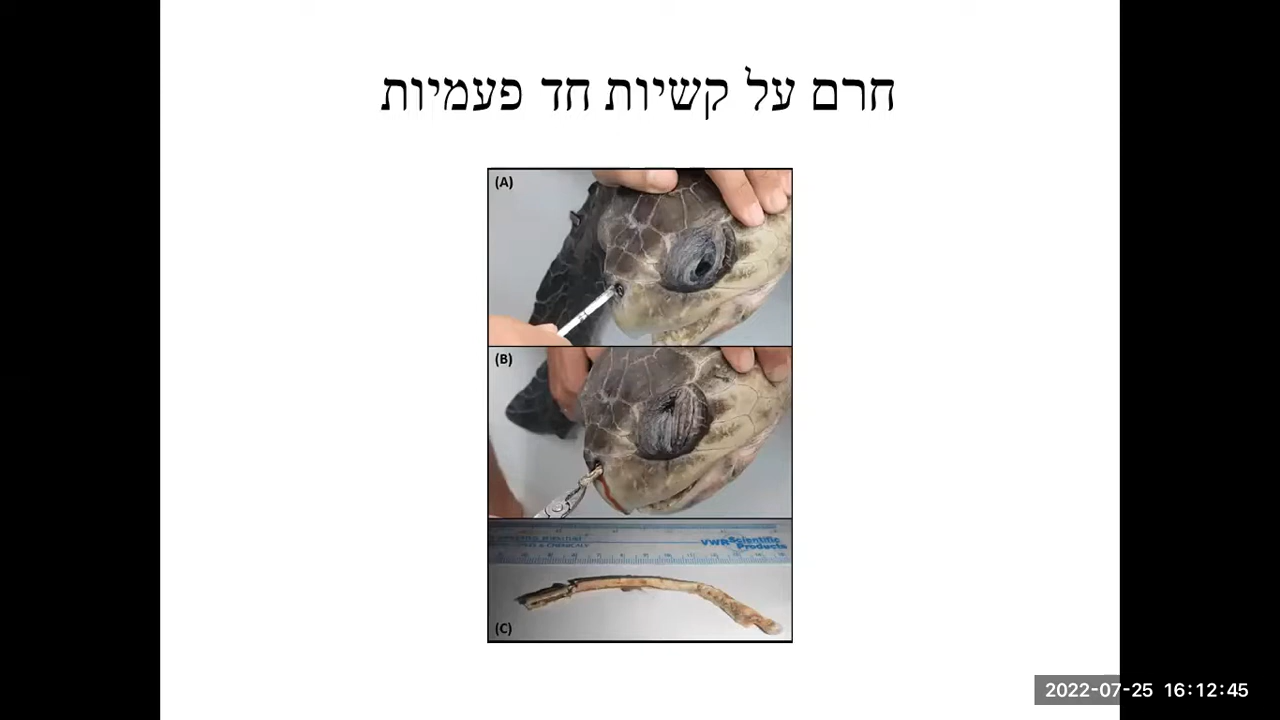 חרם על קשיות חד פעמיות
(A)
(B)
VWR Scientific
Products
(C)
2022-07-25 16:12:45